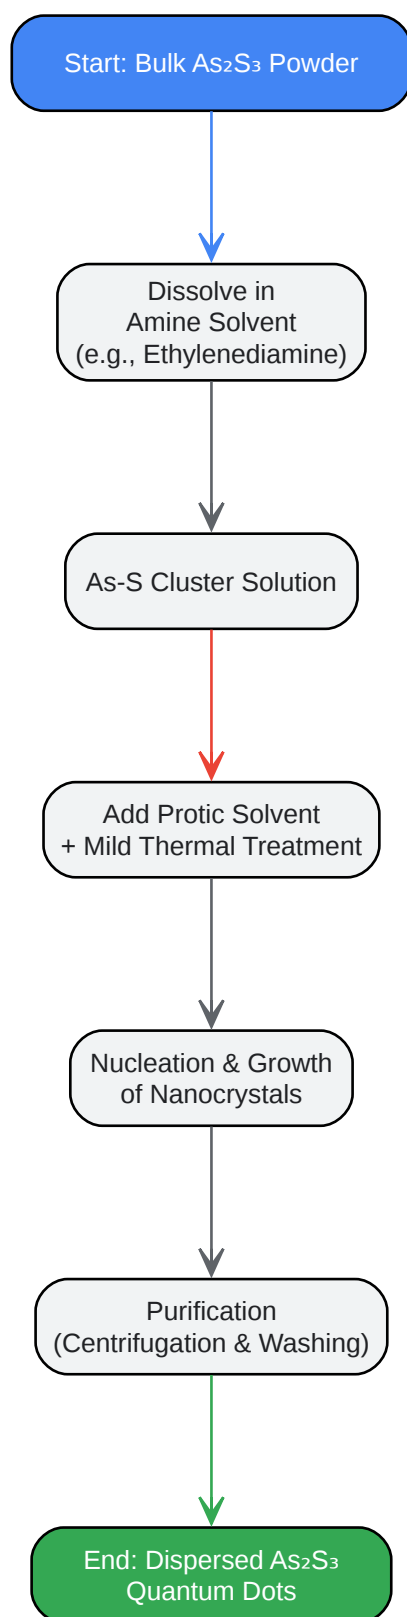 Start: Bulk As₂S₃ Powder
Dissolve in
Amine Solvent
(e.g., Ethylenediamine)
As-S Cluster Solution
Add Protic Solvent
+ Mild Thermal Treatment
Nucleation & Growth
of Nanocrystals
Purification
(Centrifugation & Washing)
End: Dispersed As₂S₃
Quantum Dots